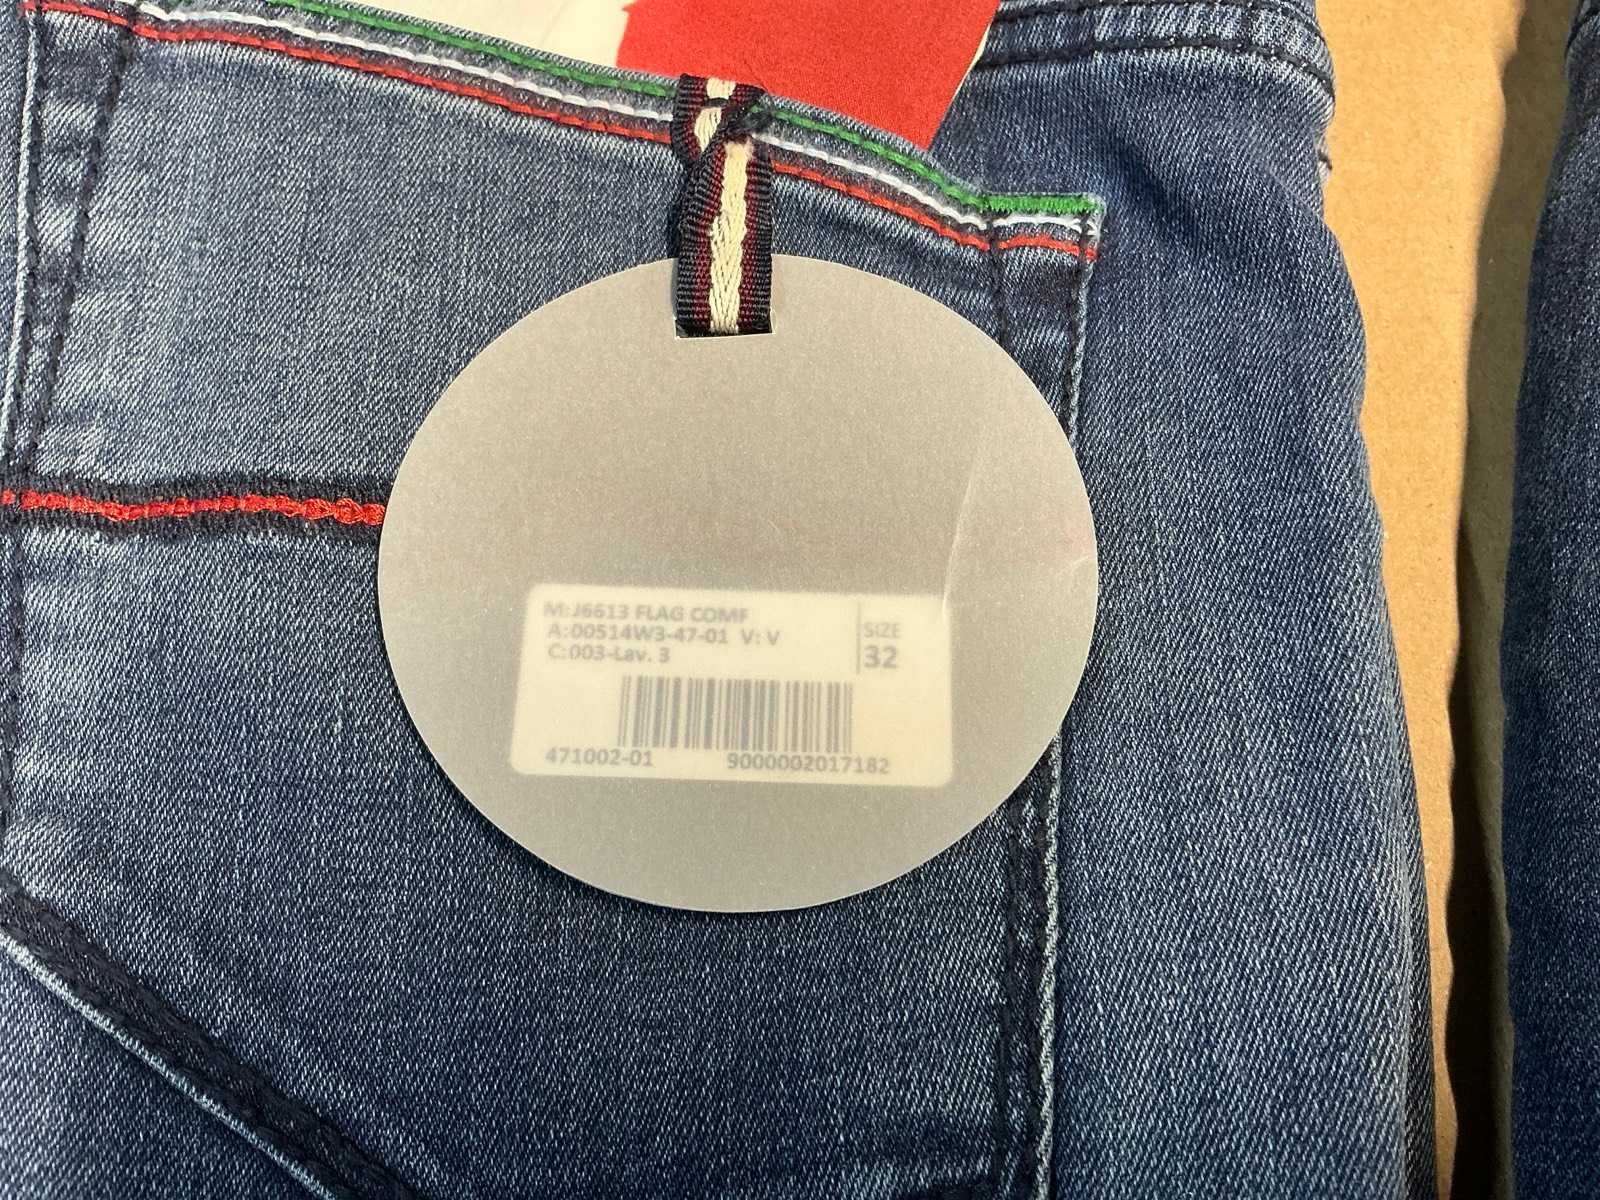 M:J6613 FLAG COMF
A:00514W3-47-01 V: V
C:003-Lav. 3
SIZE
32
471002-01 9000002017182